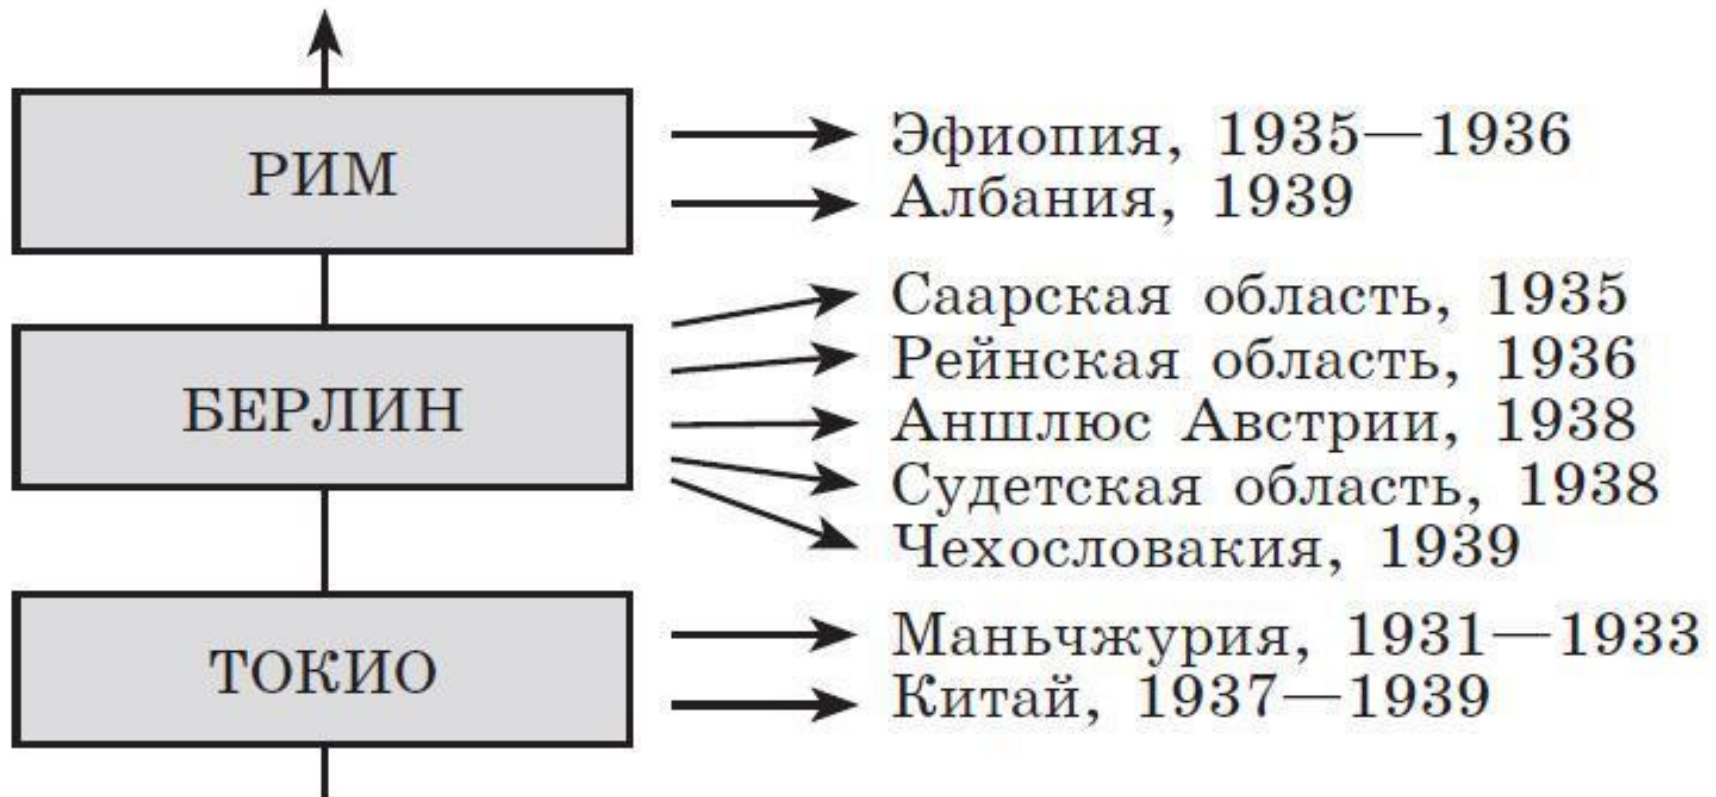 РИМ
Эфиопия, 1935—1936
Албания, 1939
БЕРЛИН
Саарская область, 1935
Рейнская область, 1936
Аншлюс Австрии, 1938
Судетская область, 1938
Чехословакия, 1939
ТОКИО
Маньчжурия, 1931—1933
Китай, 1937—1939